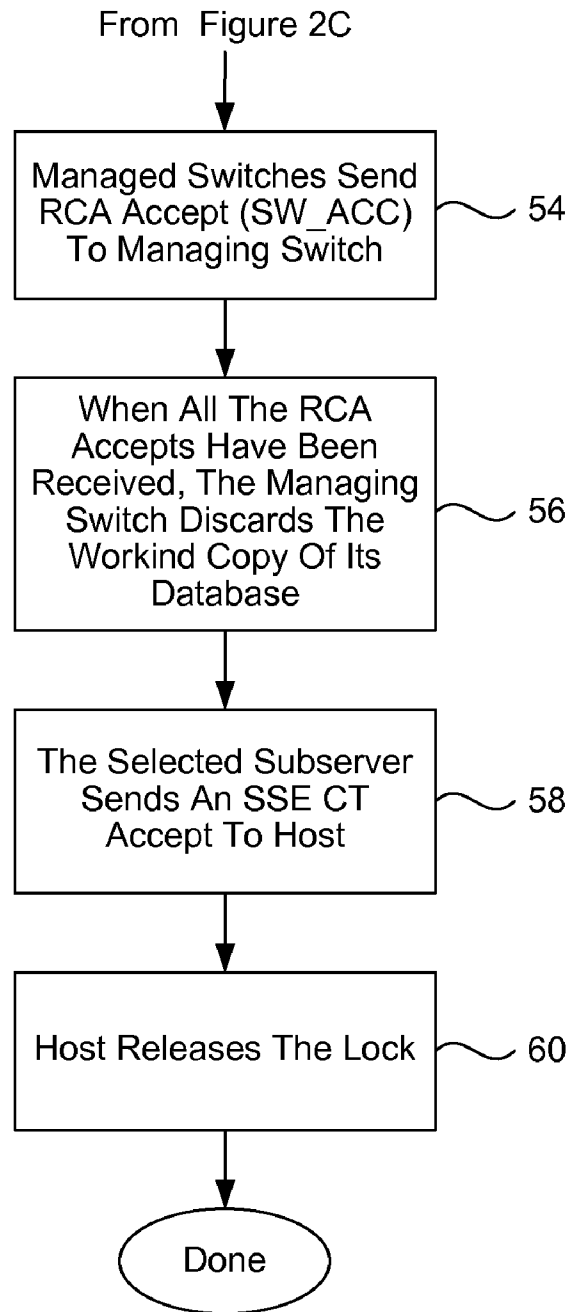 From Figure 2C
Managed Switches Send
RCA Accept (SW_ACC)
To Managing Switch
54
When All The RCA
Accepts Have Been
Received, The Managing
Switch Discards The
Workind Copy Of Its
Database
56
The Selected Subserver
Sends An SSE CT
Accept To Host
58
Host Releases The Lock
60
Done